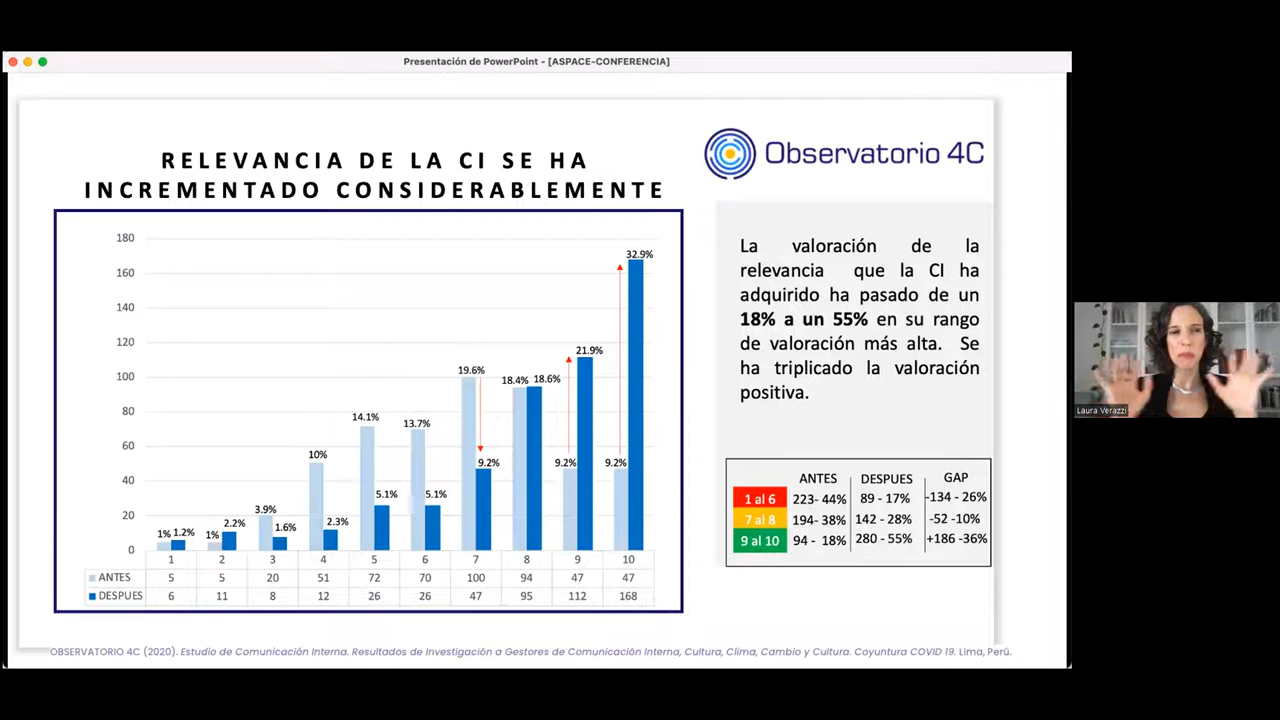 Presentación de PowerPoint - [ASPACE-CONFERENCIA]
RELEVANCIA DE LA CI SE HA
INCREMENTADO CONSIDERABLEMENTE
Observatorio 4C
180
160
140
120
100
80
60
40
20
0
1% 1.2%
1% 2.2%
3.9% 1.6%
10% 2.3%
14.1% 5.1%
13.7% 5.1%
19.6% 9.2%
18.4% 18.6%
9.2% 21.9%
9.2% 32.9%
1 2 3 4 5 6 7 8 9 10
ANTES 5 5 20 51 72 70 100 94 47 47
DESPUES 6 11 8 12 26 26 47 95 112 168
La valoración de la
relevancia que la CI ha
adquirido ha pasado de un
18% a un 55% en su rango
de valoración más alta. Se
ha triplicado la valoración
positiva.
ANTES DESPUES GAP
1 al 6 223- 44% 89 - 17% -134 - 26%
7 al 8 194- 38% 142 - 28% -52 -10%
9 al 10 94 - 18% 280 - 55% +186 -36%
Laura Verazzi
OBSERVATORIO 4C (2020). Estudio de Comunicación Interna. Resultados de Investigación a Gestores de Comunicación Interna, Cultura, Clima, Cambio y Cultura. Coyuntura COVID 19. Lima, Perú.